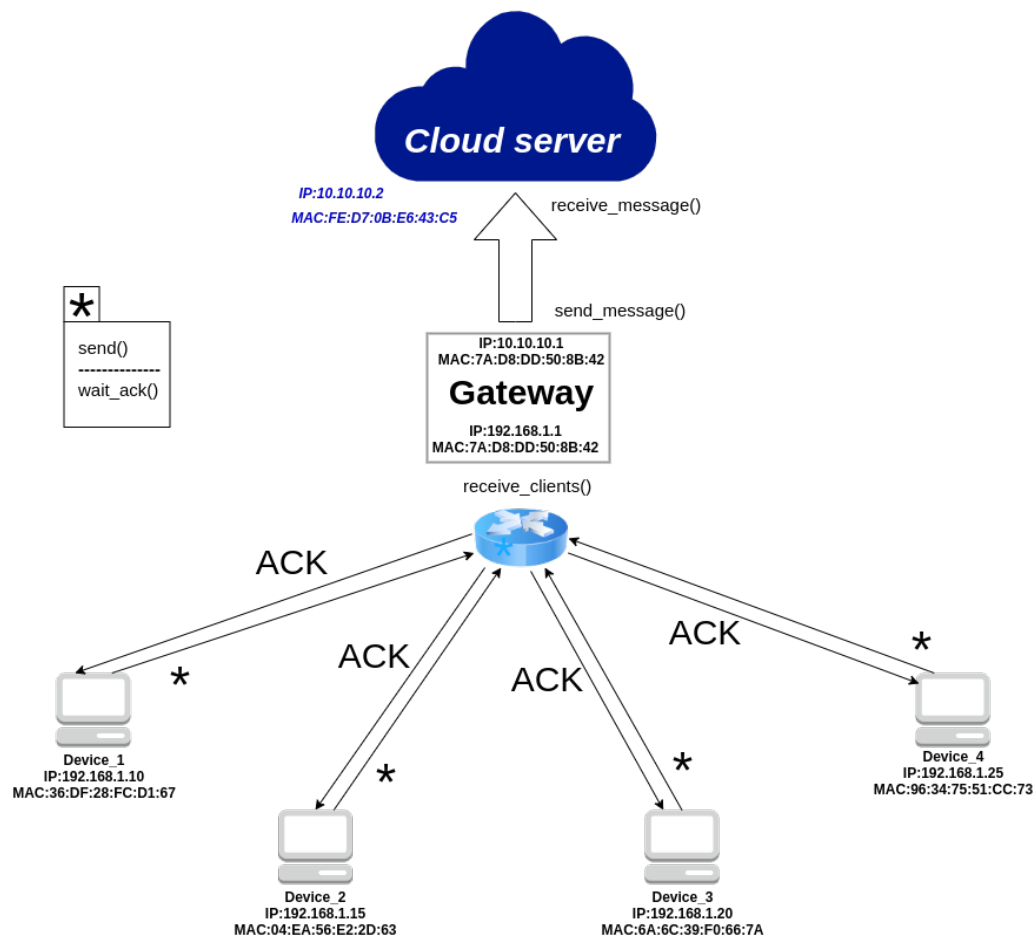 Cloud server
IP:10.10.10.2
MAC:FE:D7:0B:E6:43:C5
receive_message()
send_message()
*
send()
--------------
wait_ack()
IP:10.10.10.1
MAC:7A:D8:DD:50:8B:42
Gateway
IP:192.168.1.1
MAC:7A:D8:DD:50:8B:42
receive_clients()
*
ACK
*
ACK
*
ACK
*
ACK
*
Device_1
IP:192.168.1.10
MAC:36:DF:28:FC:D1:67
Device_2
IP:192.168.1.15
MAC:04:EA:56:E2:2D:63
Device_3
IP:192.168.1.20
MAC:6A:6C:39:F0:66:7A
Device_4
IP:192.168.1.25
MAC:96:34:75:51:CC:73